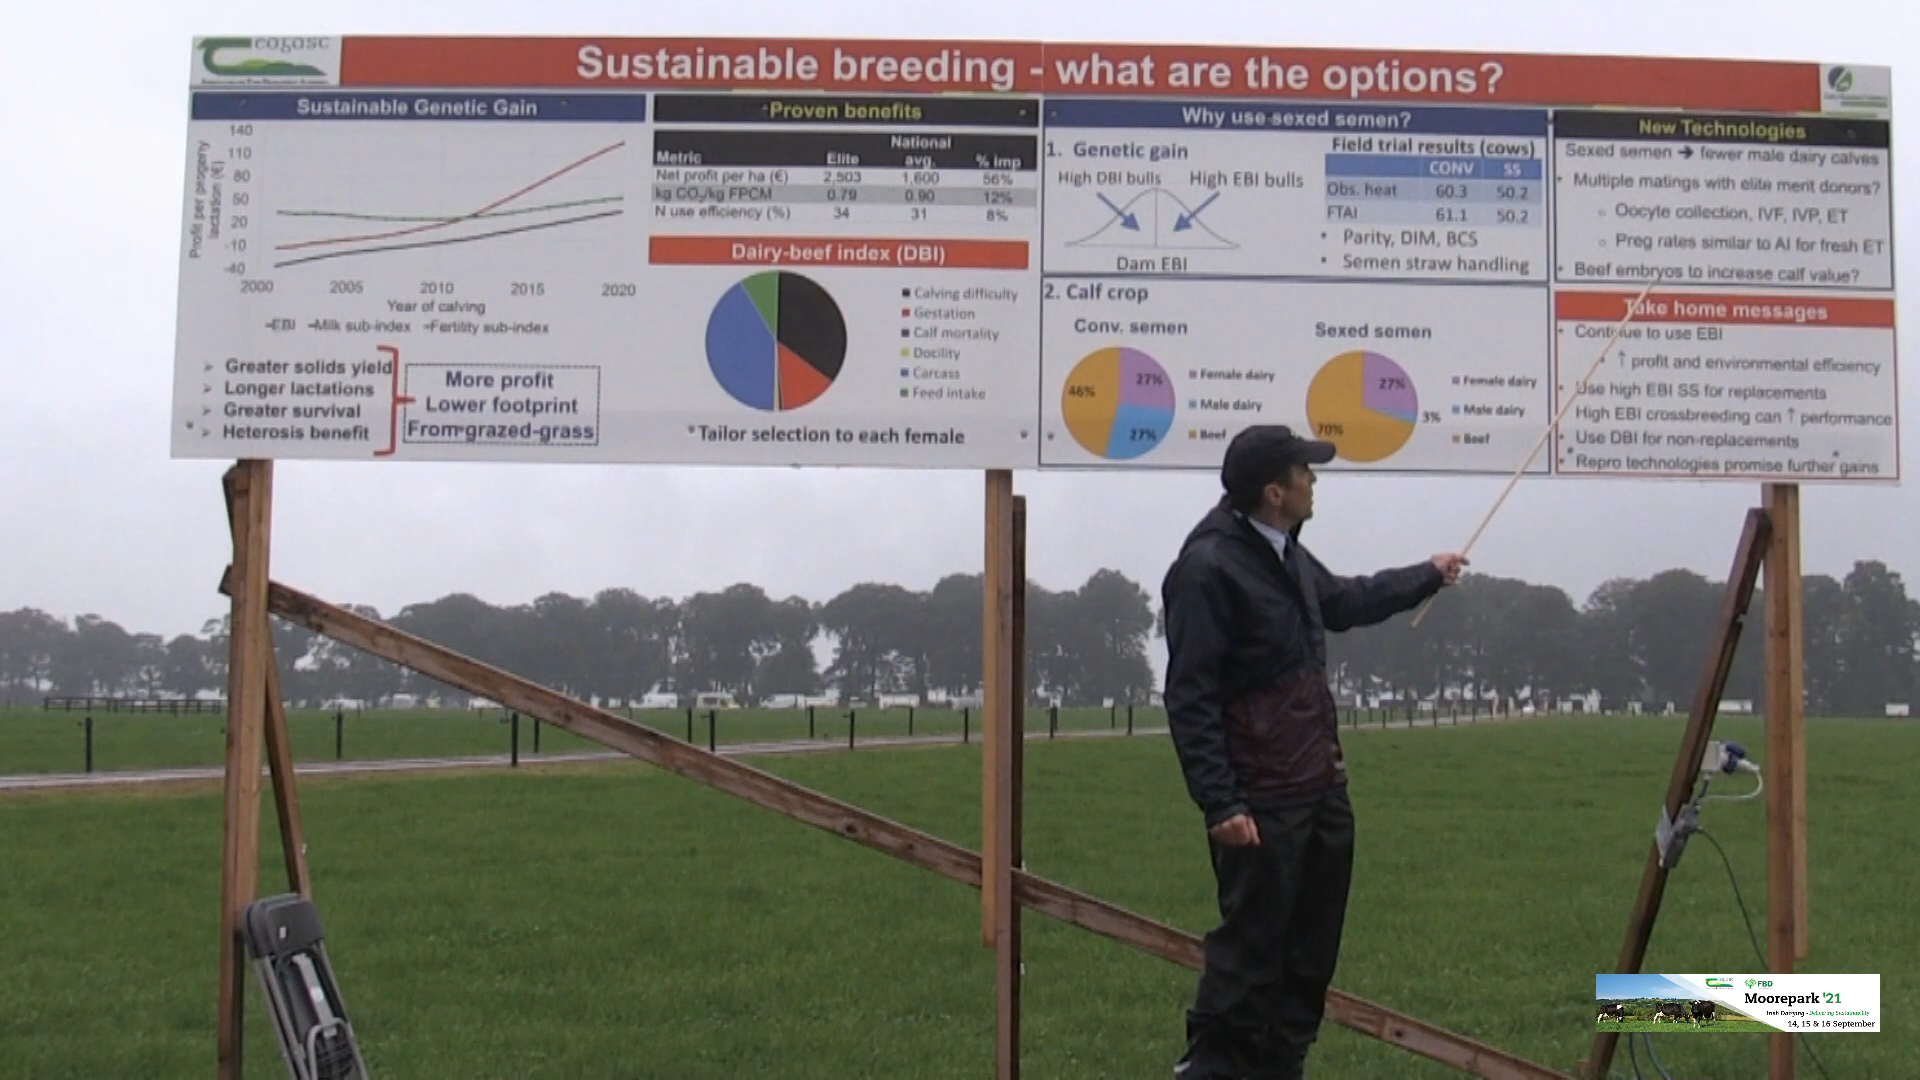 Teagasc
Sustainable breeding - what are the options?
Sustainable Genetic Gain
140
110
80
50
20
-10
-40
Profit per progeny
lactation (€)
2000 2005 2010 2015 2020
Year of calving
EBI Milk sub-index Fertility sub-index
Greater solids yield
Longer lactations
Greater survival
Heterosis benefit
More profit
Lower footprint
From grazed-grass
Proven benefits
Metric Elite National avg. % Imp
Net profit per ha (€) 2,503 1,600 56%
kg CO2/kg FPCM 0.79 0.90 12%
N use efficiency (%) 34 31 8%
Dairy-beef index (DBI)
Calving difficulty
Gestation
Calf mortality
Docility
Carcass
Feed intake
Tailor selection to each female
Why use sexed semen?
1. Genetic gain
High DBI bulls High EBI bulls
Dam EBI
Field trial results (cows)
CONV SS
Obs. heat 60.3 50.2
FTAI 61.1 50.2
• Parity, DIM, BCS
• Semen straw handling
2. Calf crop
Conv. semen
46% 27% 27%
Female dairy
Male dairy
Beef
Sexed semen
27% 3% 70%
Female dairy
Male dairy
Beef
New Technologies
Sexed semen → fewer male dairy calves
• Multiple matings with elite merit donors?
○ Oocyte collection, IVF, IVP, ET
○ Preg rates similar to AI for fresh ET
• Beef embryos to increase calf value?
Take home messages
• Continue to use EBI
• ↑ profit and environmental efficiency
• Use high EBI SS for replacements
High EBI crossbreeding can ↑ performance
• Use DBI for non-replacements
• Repro technologies promise further gains
FBD
Moorepark '21
Irish Dairying - Delivering Sustainability
14, 15 & 16 September